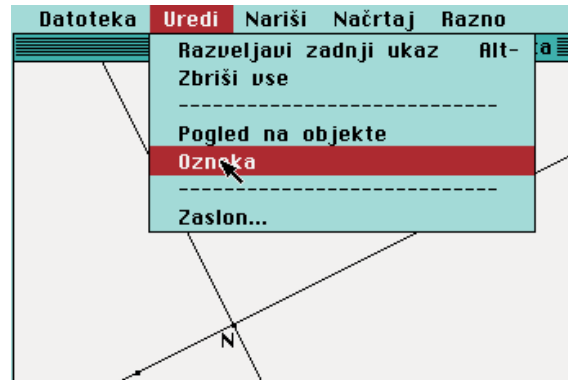 Datoteka Uredi Nariši Načrtaj Razno
Razveljavi zadnji ukaz Alt-
Zbriši vse
Pogled na objekte
Oznaka
Zaslon...
N